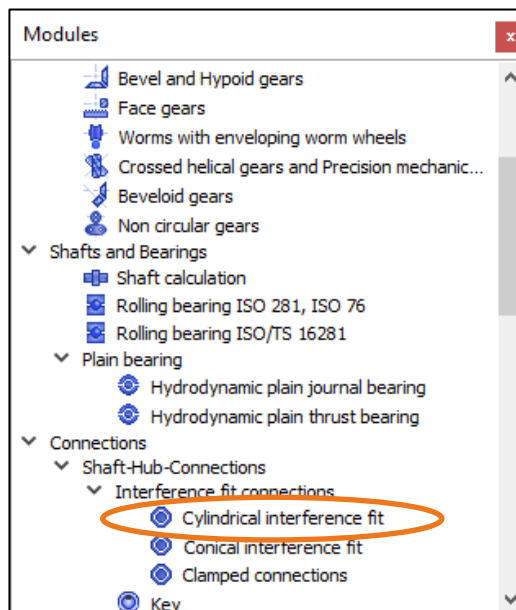 Modules
x
Bevel and Hypoid gears
Face gears
Worms with enveloping worm wheels
Crossed helical gears and Precision mechanic...
Beveloid gears
Non circular gears
Shafts and Bearings
Shaft calculation
Rolling bearing ISO 281, ISO 76
Rolling bearing ISO/TS 16281
Plain bearing
Hydrodynamic plain journal bearing
Hydrodynamic plain thrust bearing
Connections
Shaft-Hub-Connections
Interference fit connections
Cylindrical interference fit
Conical interference fit
Clamped connections
Key